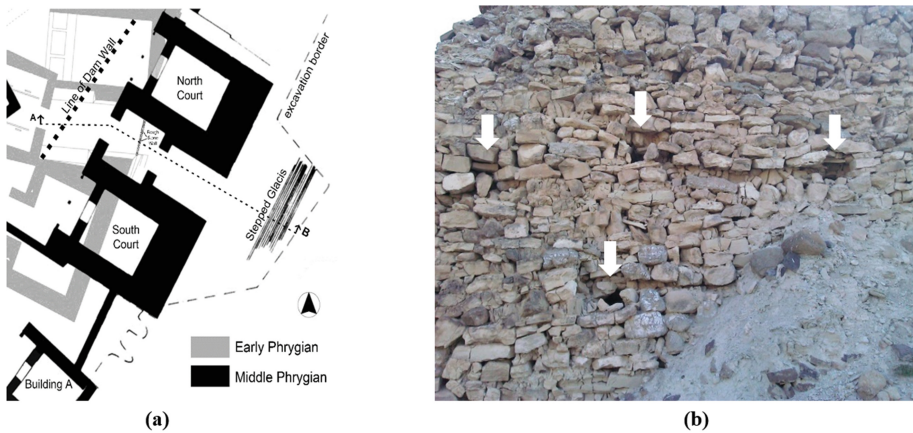 North
Court
Line of Dam Wall
excavation border
A
Stepped Glacis
B
South
Court
Early Phrygian
Middle Phrygian
Building A
(a)
(b)